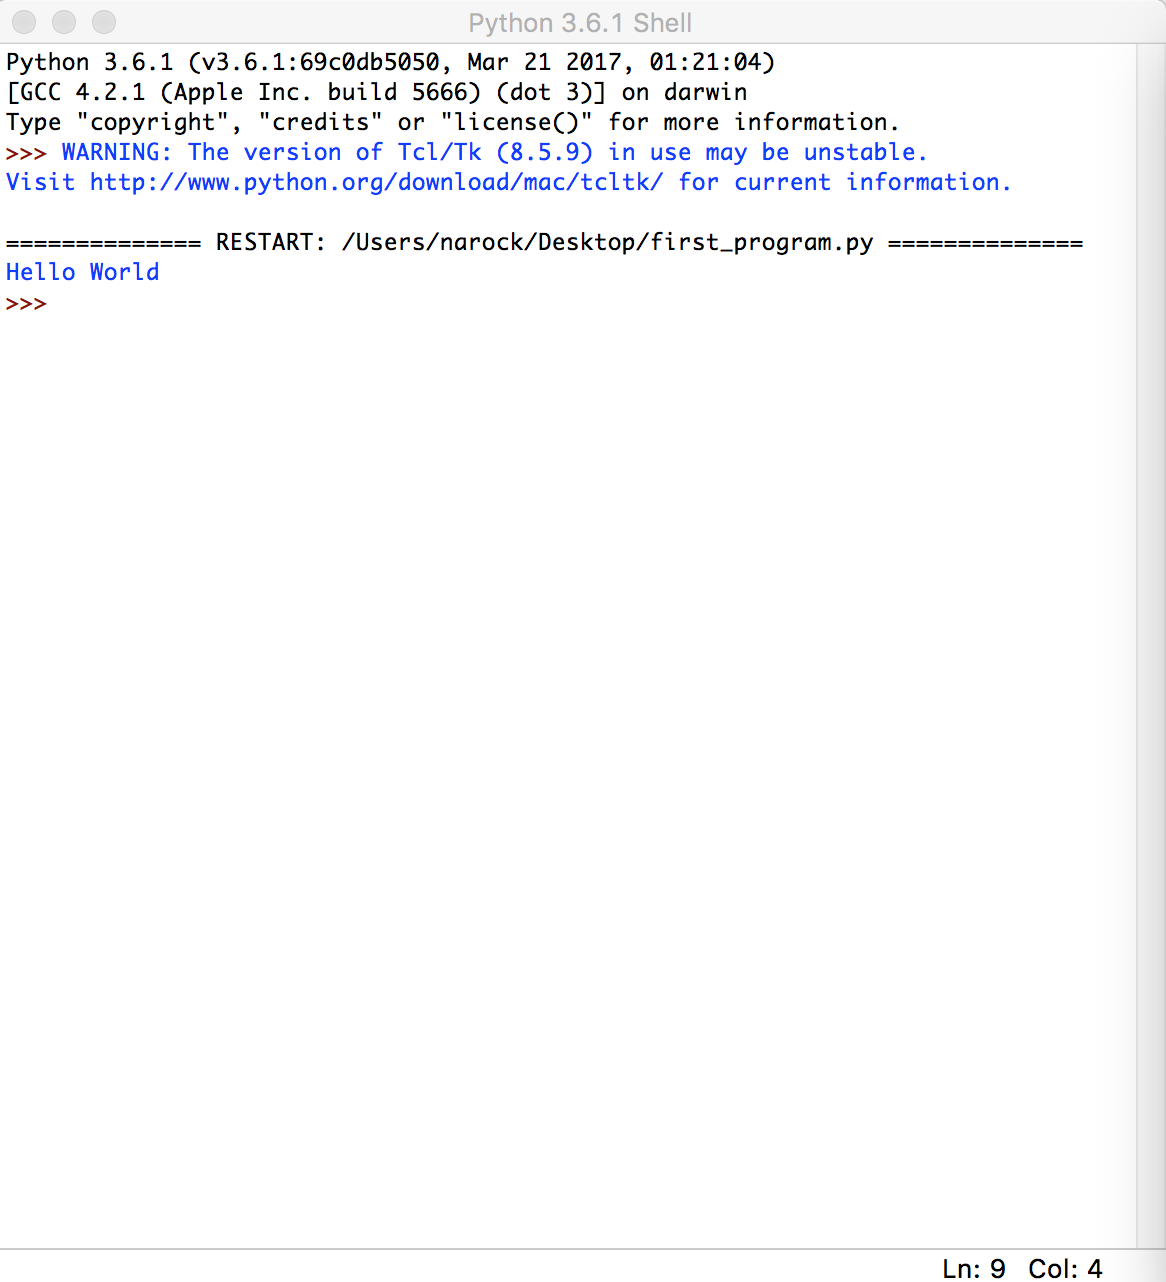 Python 3.6.1 Shell
Python 3.6.1 (v3.6.1:69c0db5050, Mar 21 2017, 01:21:04)
[GCC 4.2.1 (Apple Inc. build 5666) (dot 3)] on darwin
Type "copyright", "credits" or "license()" for more information.
>>> WARNING: The version of Tcl/Tk (8.5.9) in use may be unstable.
Visit http://www.python.org/download/mac/tcltk/ for current information.
============== RESTART: /Users/narock/Desktop/first_program.py ==============
Hello World
>>>
Ln: 9 Col: 4